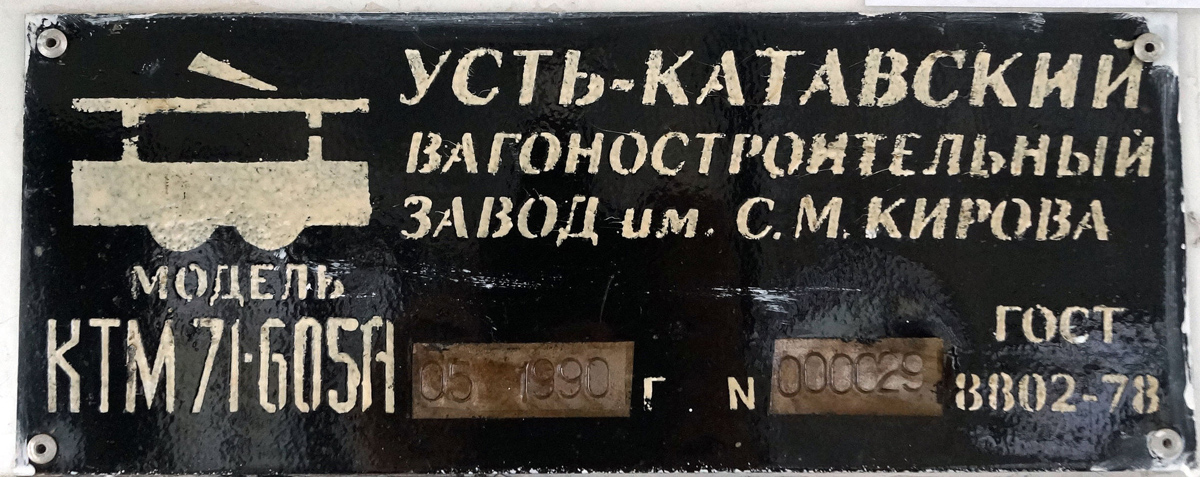 УСТЬ-КАТАВСКИЙ
ВАГОНОСТРОИТЕЛЬНЫЙ
ЗАВОД им. С.М.КИРОВА
МОДЕЛЬ
КТМ 71-605А
05 1990 Г N 000029
ГОСТ
8802-78